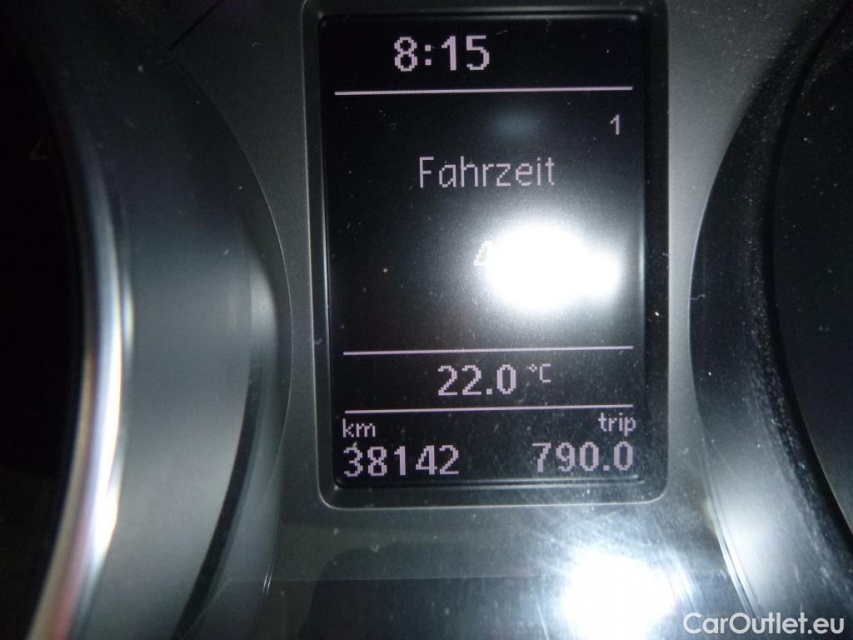 8:15
1
Fahrzeit
22.0 °C
km trip
38142 790.0
CarOutlet.eu